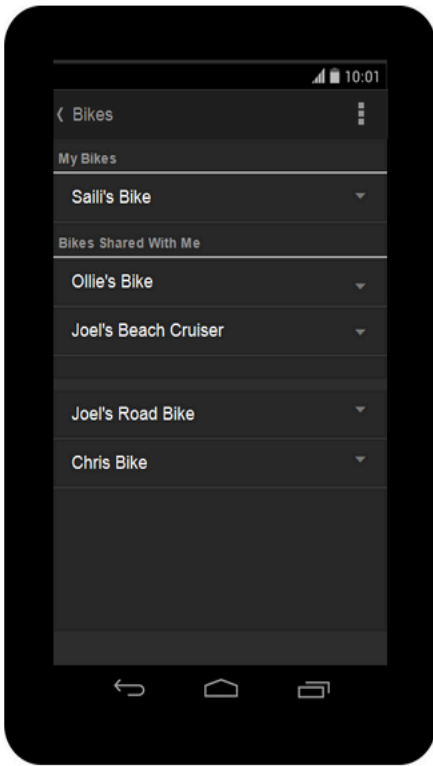 10:01
Bikes
My Bikes
Saili's Bike
Bikes Shared With Me
Ollie's Bike
Joel's Beach Cruiser
Joel's Road Bike
Chris Bike